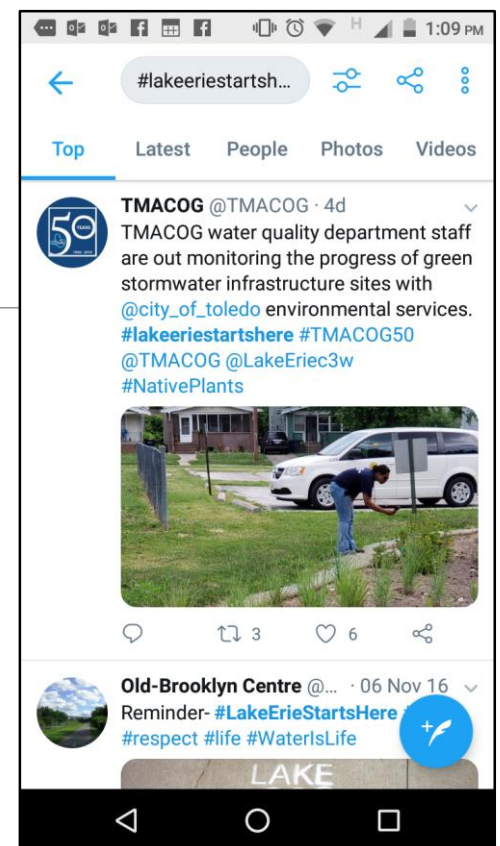 H 1:09 PM
#lakeeriestartsh...
Top Latest People Photos Videos
50
YEARS
TMACOG @TMACOG · 4d
TMACOG water quality department staff
are out monitoring the progress of green
stormwater infrastructure sites with
@city_of_toledo environmental services.
#lakeeriestartshere #TMACOG50
@TMACOG @LakeEriec3w
#NativePlants
3 6
Old-Brooklyn Centre @... · 06 Nov 16
Reminder- #LakeErieStartsHere
#respect #life #WaterIsLife
LAKE